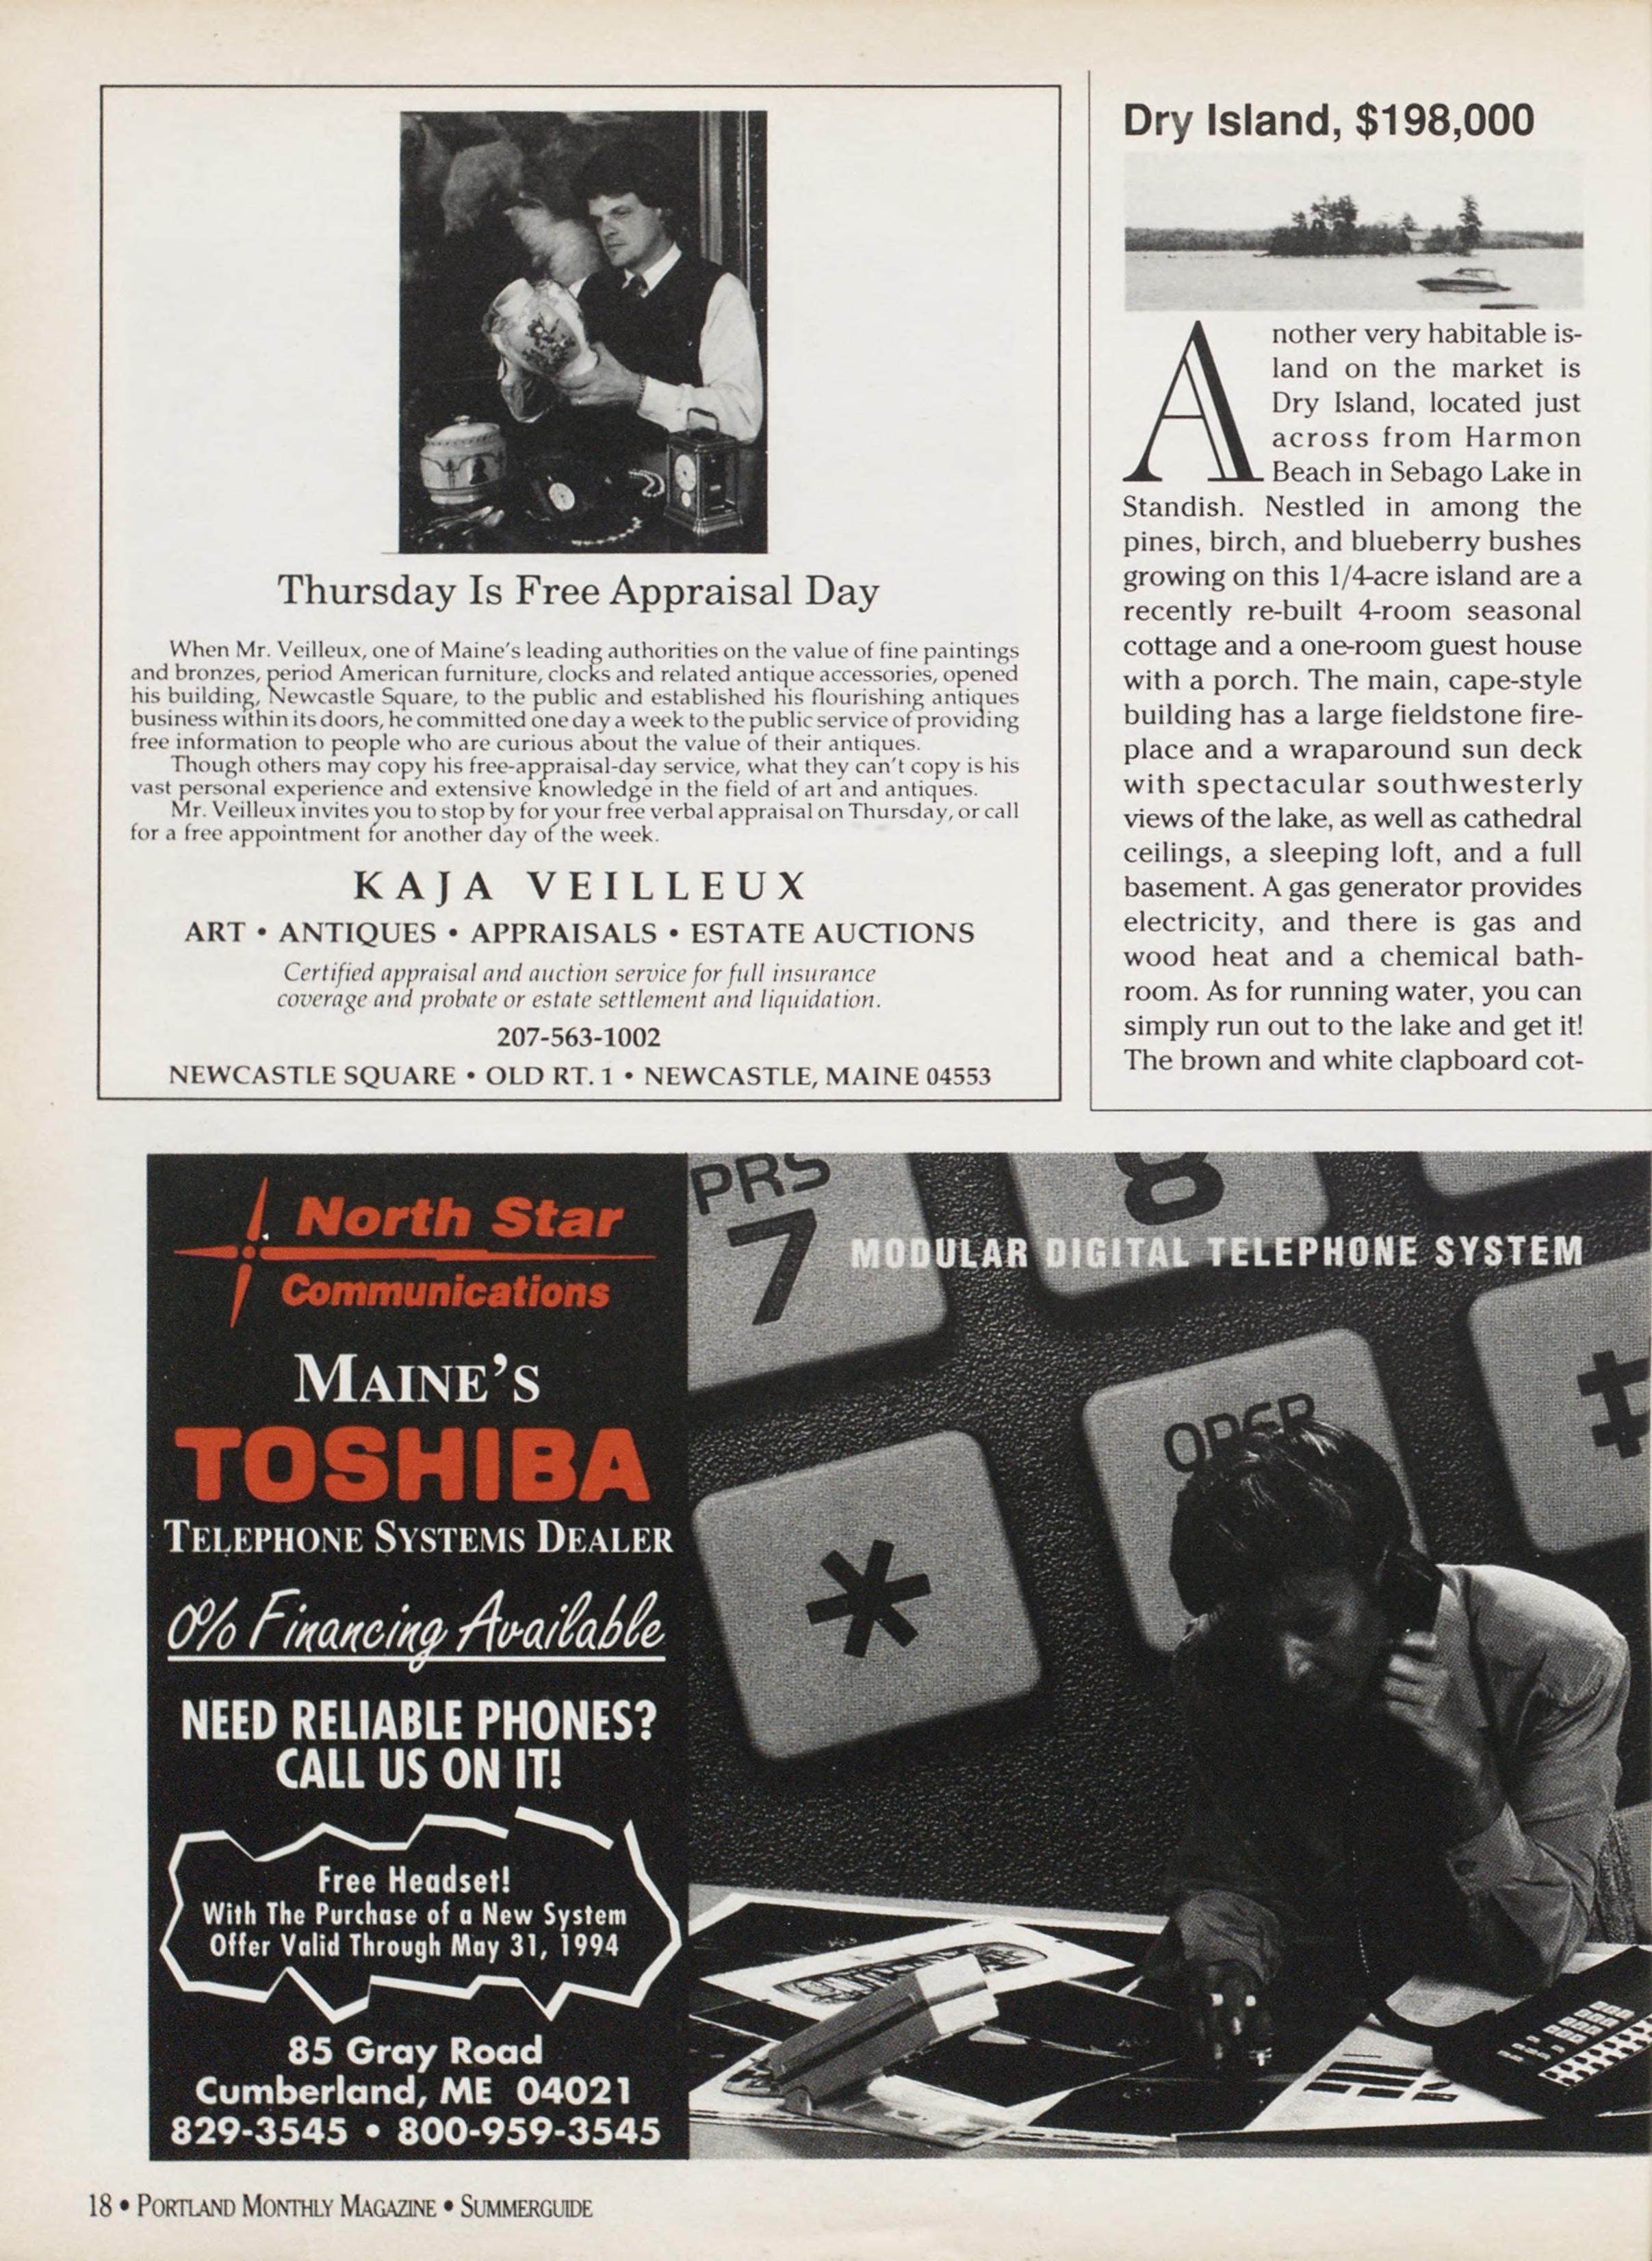 Thursday Is Free Appraisal Day
When Mr. Veilleux, one of Maine's leading authorities on the value of fine paintings
and bronzes, period American furniture, clocks and related antique accessories, opened
his building, Newcastle Square, to the public and established his flourishing antiques
business within its doors, he committed one day a week to the public service of providing
free information to people who are curious about the value of their antiques.
Though others may copy his free-appraisal-day service, what they can't copy is his
vast personal experience and extensive knowledge in the field of art and antiques.
Mr. Veilleux invites you to stop by for your free verbal appraisal on Thursday, or call
for a free appointment for another day of the week.
KAJA VEILLEUX
ART • ANTIQUES • APPRAISALS • ESTATE AUCTIONS
Certified appraisal and auction service for full insurance
coverage and probate or estate settlement and liquidation.
207-563-1002
NEWCASTLE SQUARE • OLD RT. 1 • NEWCASTLE, MAINE 04553
Dry Island, $198,000
Another very habitable is-
land on the market is
Dry Island, located just
across from Harmon
Beach in Sebago Lake in
Standish. Nestled in among the
pines, birch, and blueberry bushes
growing on this 1/4-acre island are a
recently re-built 4-room seasonal
cottage and a one-room guest house
with a porch. The main, cape-style
building has a large fieldstone fire-
place and a wraparound sun deck
with spectacular southwesterly
views of the lake, as well as cathedral
ceilings, a sleeping loft, and a full
basement. A gas generator provides
electricity, and there is gas and
wood heat and a chemical bath-
room. As for running water, you can
simply run out to the lake and get it!
The brown and white clapboard cot-
North Star
Communications
MAINE'S
TOSHIBA
TELEPHONE SYSTEMS DEALER
0% Financing Available
NEED RELIABLE PHONES?
CALL US ON IT!
Free Headset!
With The Purchase of a New System
Offer Valid Through May 31, 1994
85 Gray Road
Cumberland, ME 04021
829-3545 • 800-959-3545
PRS
7
8
MODULAR DIGITAL TELEPHONE SYSTEM
*
OPER
#
18 • PORTLAND MONTHLY MAGAZINE • SUMMERGUIDE